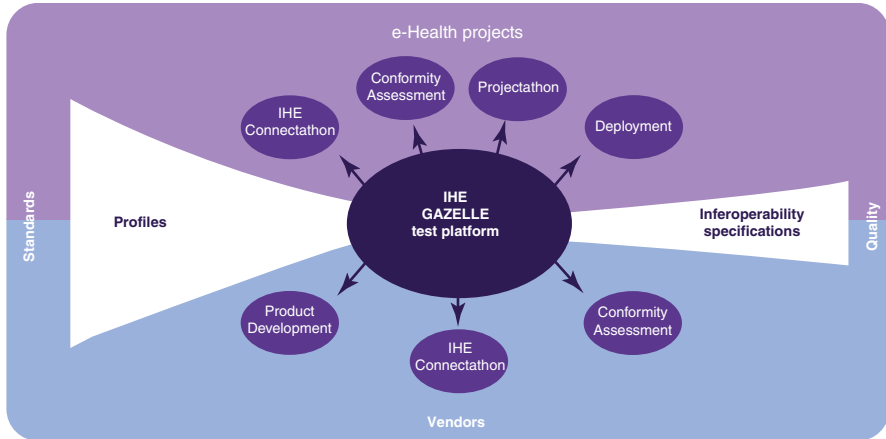 e-Health projects
Conformity
Assessment
Projectathon
IHE
Connectathon
Deployment
Standards
Profiles
IHE
GAZELLE
test platform
Inferoperability
specifications
Quality
Product
Development
IHE
Connectathon
Conformity
Assessment
Vendors